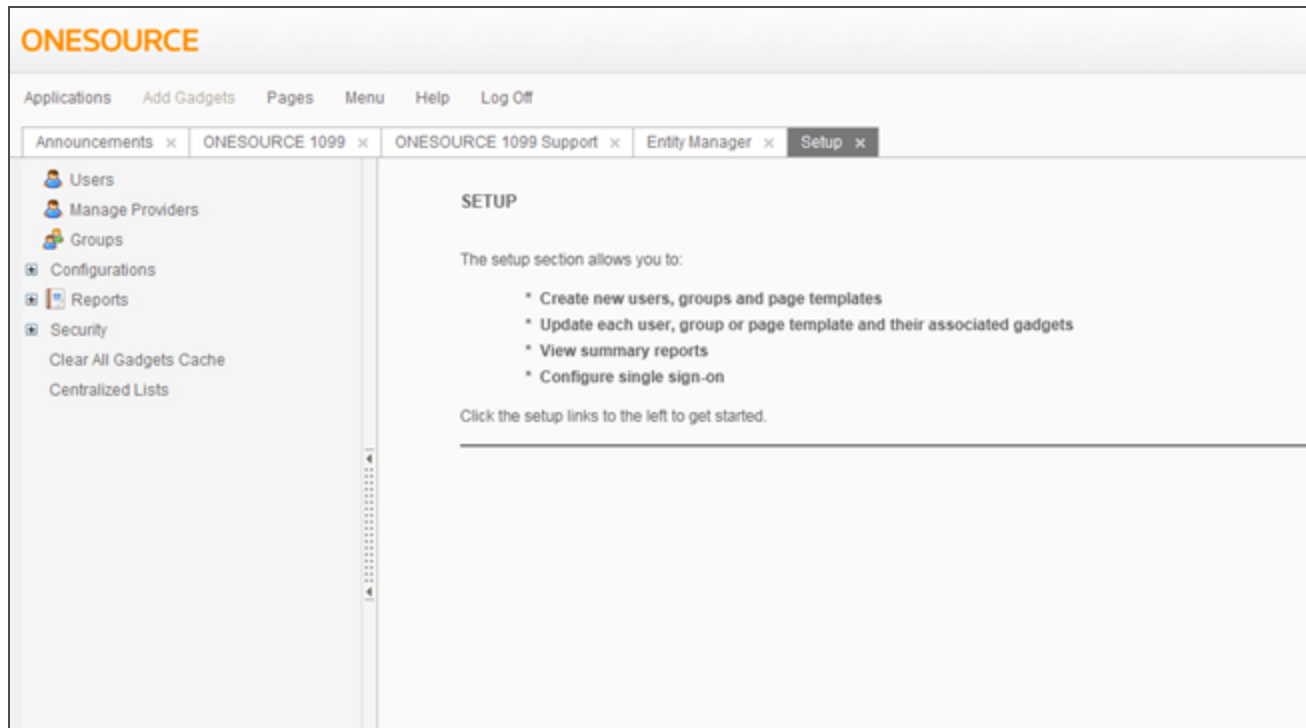 ONESOURCE
Applications Add Gadgets Pages Menu Help Log Off
Announcements × ONESOURCE 1099 × ONESOURCE 1099 Support × Entity Manager × Setup ×
Users
Manage Providers
Groups
Configurations
Reports
Security
Clear All Gadgets Cache
Centralized Lists
SETUP
The setup section allows you to:
* Create new users, groups and page templates
* Update each user, group or page template and their associated gadgets
* View summary reports
* Configure single sign-on
Click the setup links to the left to get started.